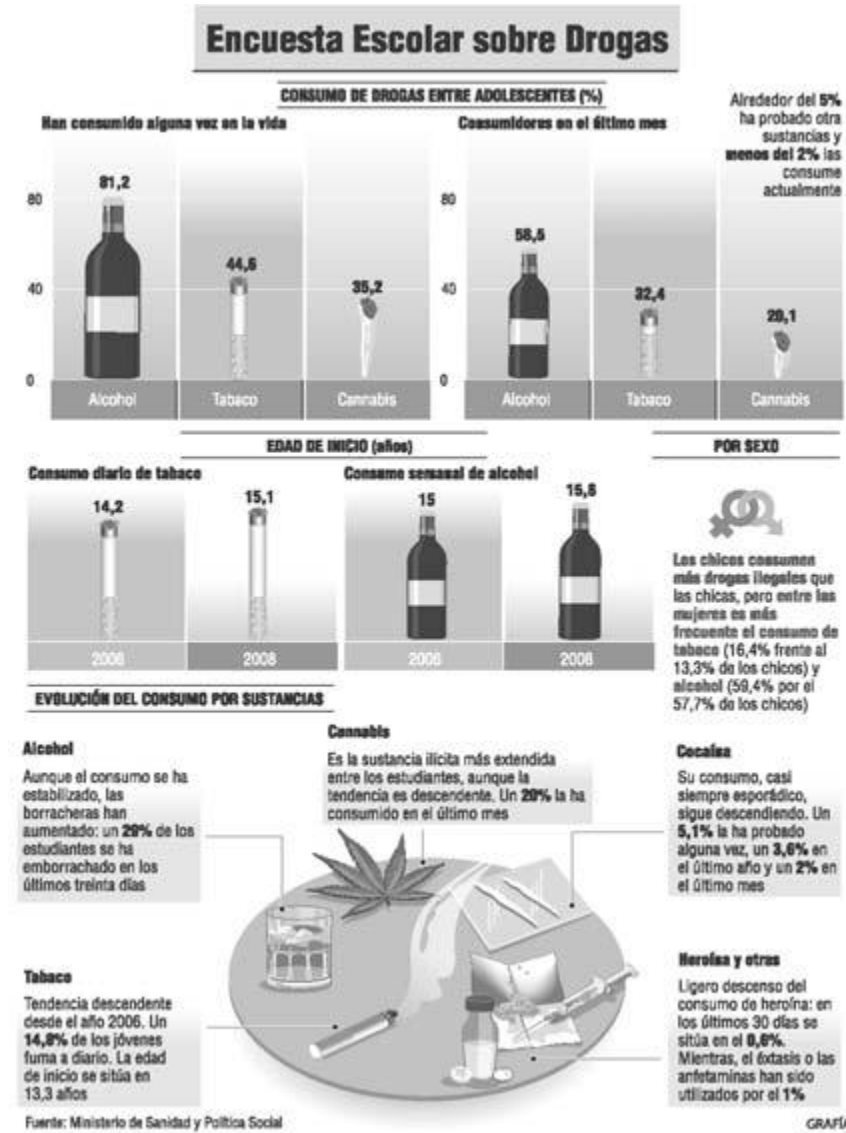 Encuesta Escolar sobre Drogas
CONSUMO DE DROGAS ENTRE ADOLESCENTES (%)
Han consumido alguna vez en la vida
80
40
0
81,2
44,6
35,2
Alcohol
Tabaco
Cannabis
Consumidores en el último mes
80
40
0
58,5
32,4
20,1
Alcohol
Tabaco
Cannabis
Alrededor del 5%
ha probado otra
sustancias y
menos del 2% las
consume
actualmente
EDAD DE INICIO (años)
Consumo diario de tabaco
14,2
15,1
2006
2008
Consumo semanal de alcohol
15
15,6
2006
2008
POR SEXO
Los chicos consumen
más drogas ilegales que
las chicas, pero entre las
mujeres es más
frecuente el consumo de
tabaco (16,4% frente al
13,3% de los chicos) y
alcohol (59,4% por el
57,7% de los chicos)
EVOLUCIÓN DEL CONSUMO POR SUSTANCIAS
Alcohol
Aunque el consumo se ha
estabilizado, las
borracheras han
aumentado: un 29% de los
estudiantes se ha
emborrachado en los
últimos treinta días
Cannabis
Es la sustancia ilícita más extendida
entre los estudiantes, aunque la
tendencia es descendente. Un 20% la ha
consumido en el último mes
Cocaína
Su consumo, casi
siempre esporádico,
sigue descendiendo. Un
5,1% la ha probado
alguna vez, un 3,6% en
el último año y un 2% en
el último mes
Tabaco
Tendencia descendente
desde el año 2006. Un
14,8% de los jóvenes
fuma a diario. La edad
de inicio se sitúa en
13,3 años
Heroína y otras
Ligero descenso del
consumo de heroína: en
los últimos 30 días se
sitúa en el 0,6%.
Mientras, el éxtasis o las
anfetaminas han sido
utilizados por el 1%
Fuente: Ministerio de Sanidad y Política Social
GRAFÍA